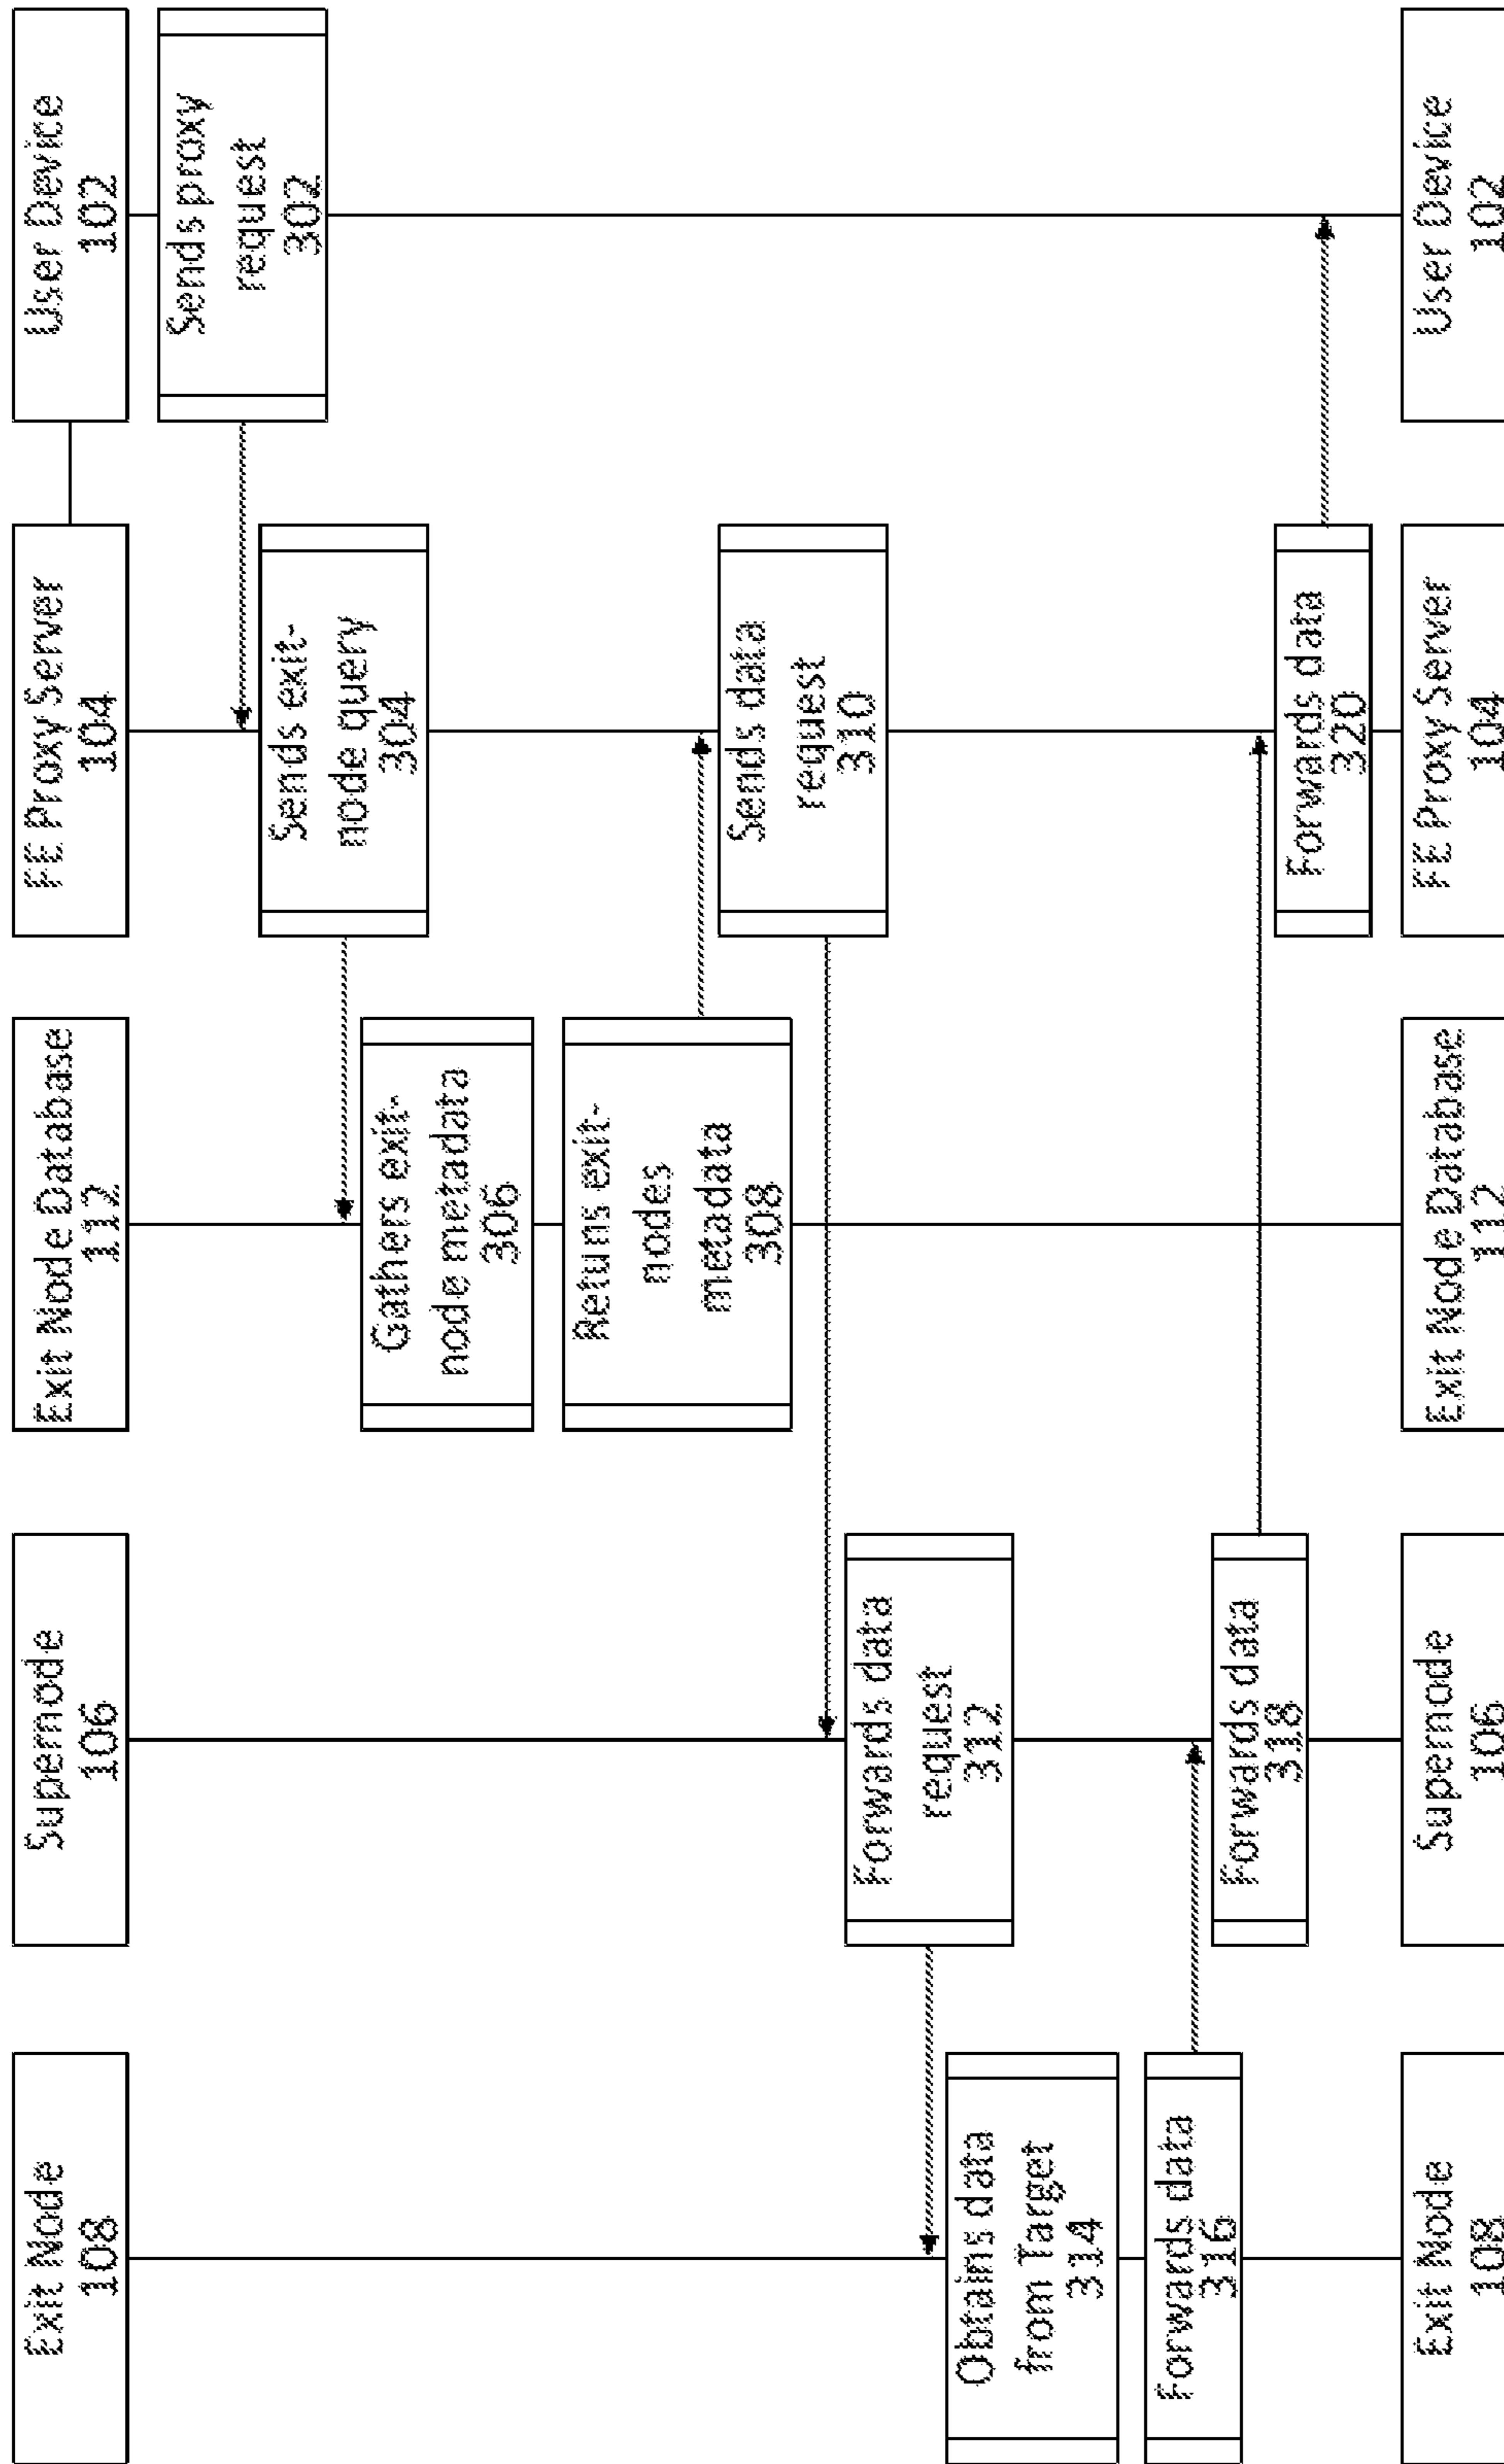 Exit Node
108
Supernode
106
Exit Node Database
112
FE Proxy Server
104
User Device
102
Sends proxy
request
302
Sends exit-
node query
304
Gathers exit-
node metadata
306
Retuns exit-
nodes
metadata
308
Sends data
request
310
Forwards data
request
312
Obtains data
from Target
314
Forwards data
316
Forwards data
318
Forwards data
320
Exit Node
108
Supernode
106
Exit Node Database
112
FE Proxy Server
104
User Device
102